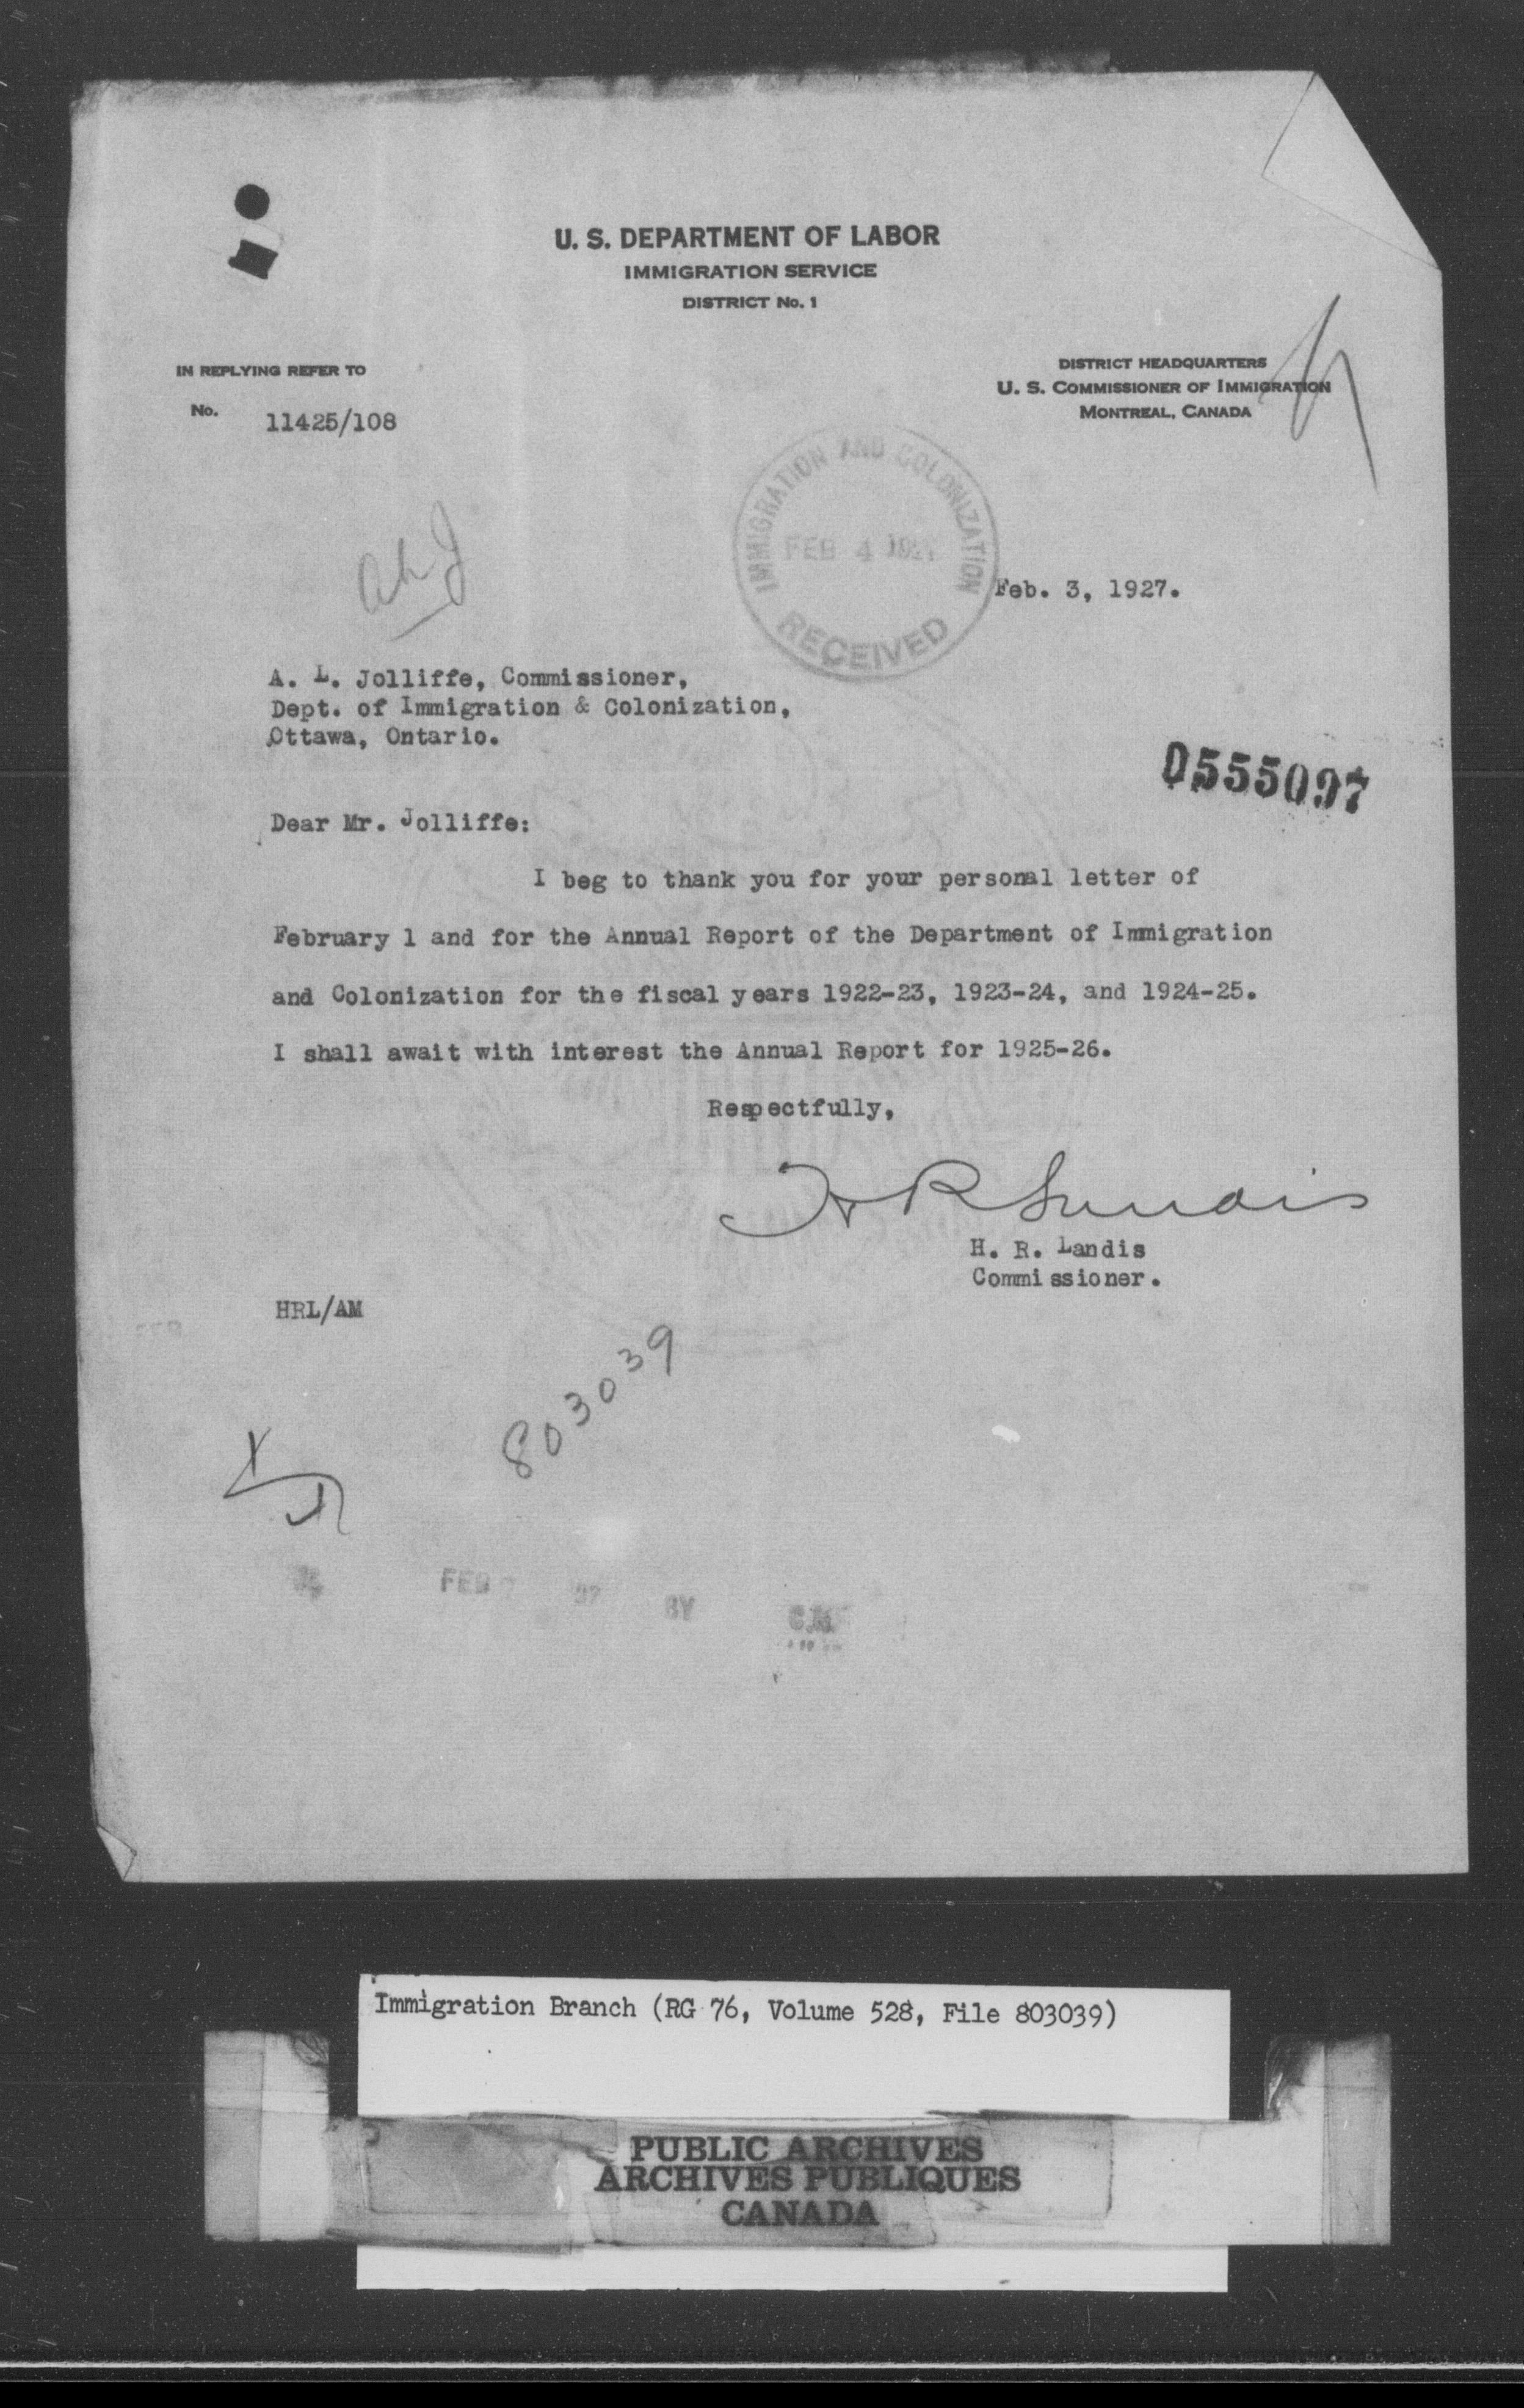 U. S. DEPARTMENT OF LABOR
IMMIGRATION SERVICE
DISTRICT No. 1
IN REPLYING REFER TO
No. 11425/108
DISTRICT HEADQUARTERS
U. S. COMMISSIONER OF IMMIGRATION
MONTREAL, CANADA
IMMIGRATION AND COLONIZATION
FEB 4 1927
RECEIVED
Feb. 3, 1927.
A. L. Jolliffe, Commissioner,
Dept. of Immigration & Colonization,
Ottawa, Ontario.
0555097
Dear Mr. Jolliffe:
I beg to thank you for your personal letter of
February 1 and for the Annual Report of the Department of Immigration
and Colonization for the fiscal years 1922-23, 1923-24, and 1924-25.
I shall await with interest the Annual Report for 1925-26.
Respectfully,
H R Landis
H. R. Landis
Commissioner.
HRL/AM
803039
FEB
BY
Immigration Branch (RG 76, Volume 528, File 803039)
PUBLIC ARCHIVES
ARCHIVES PUBLIQUES
CANADA